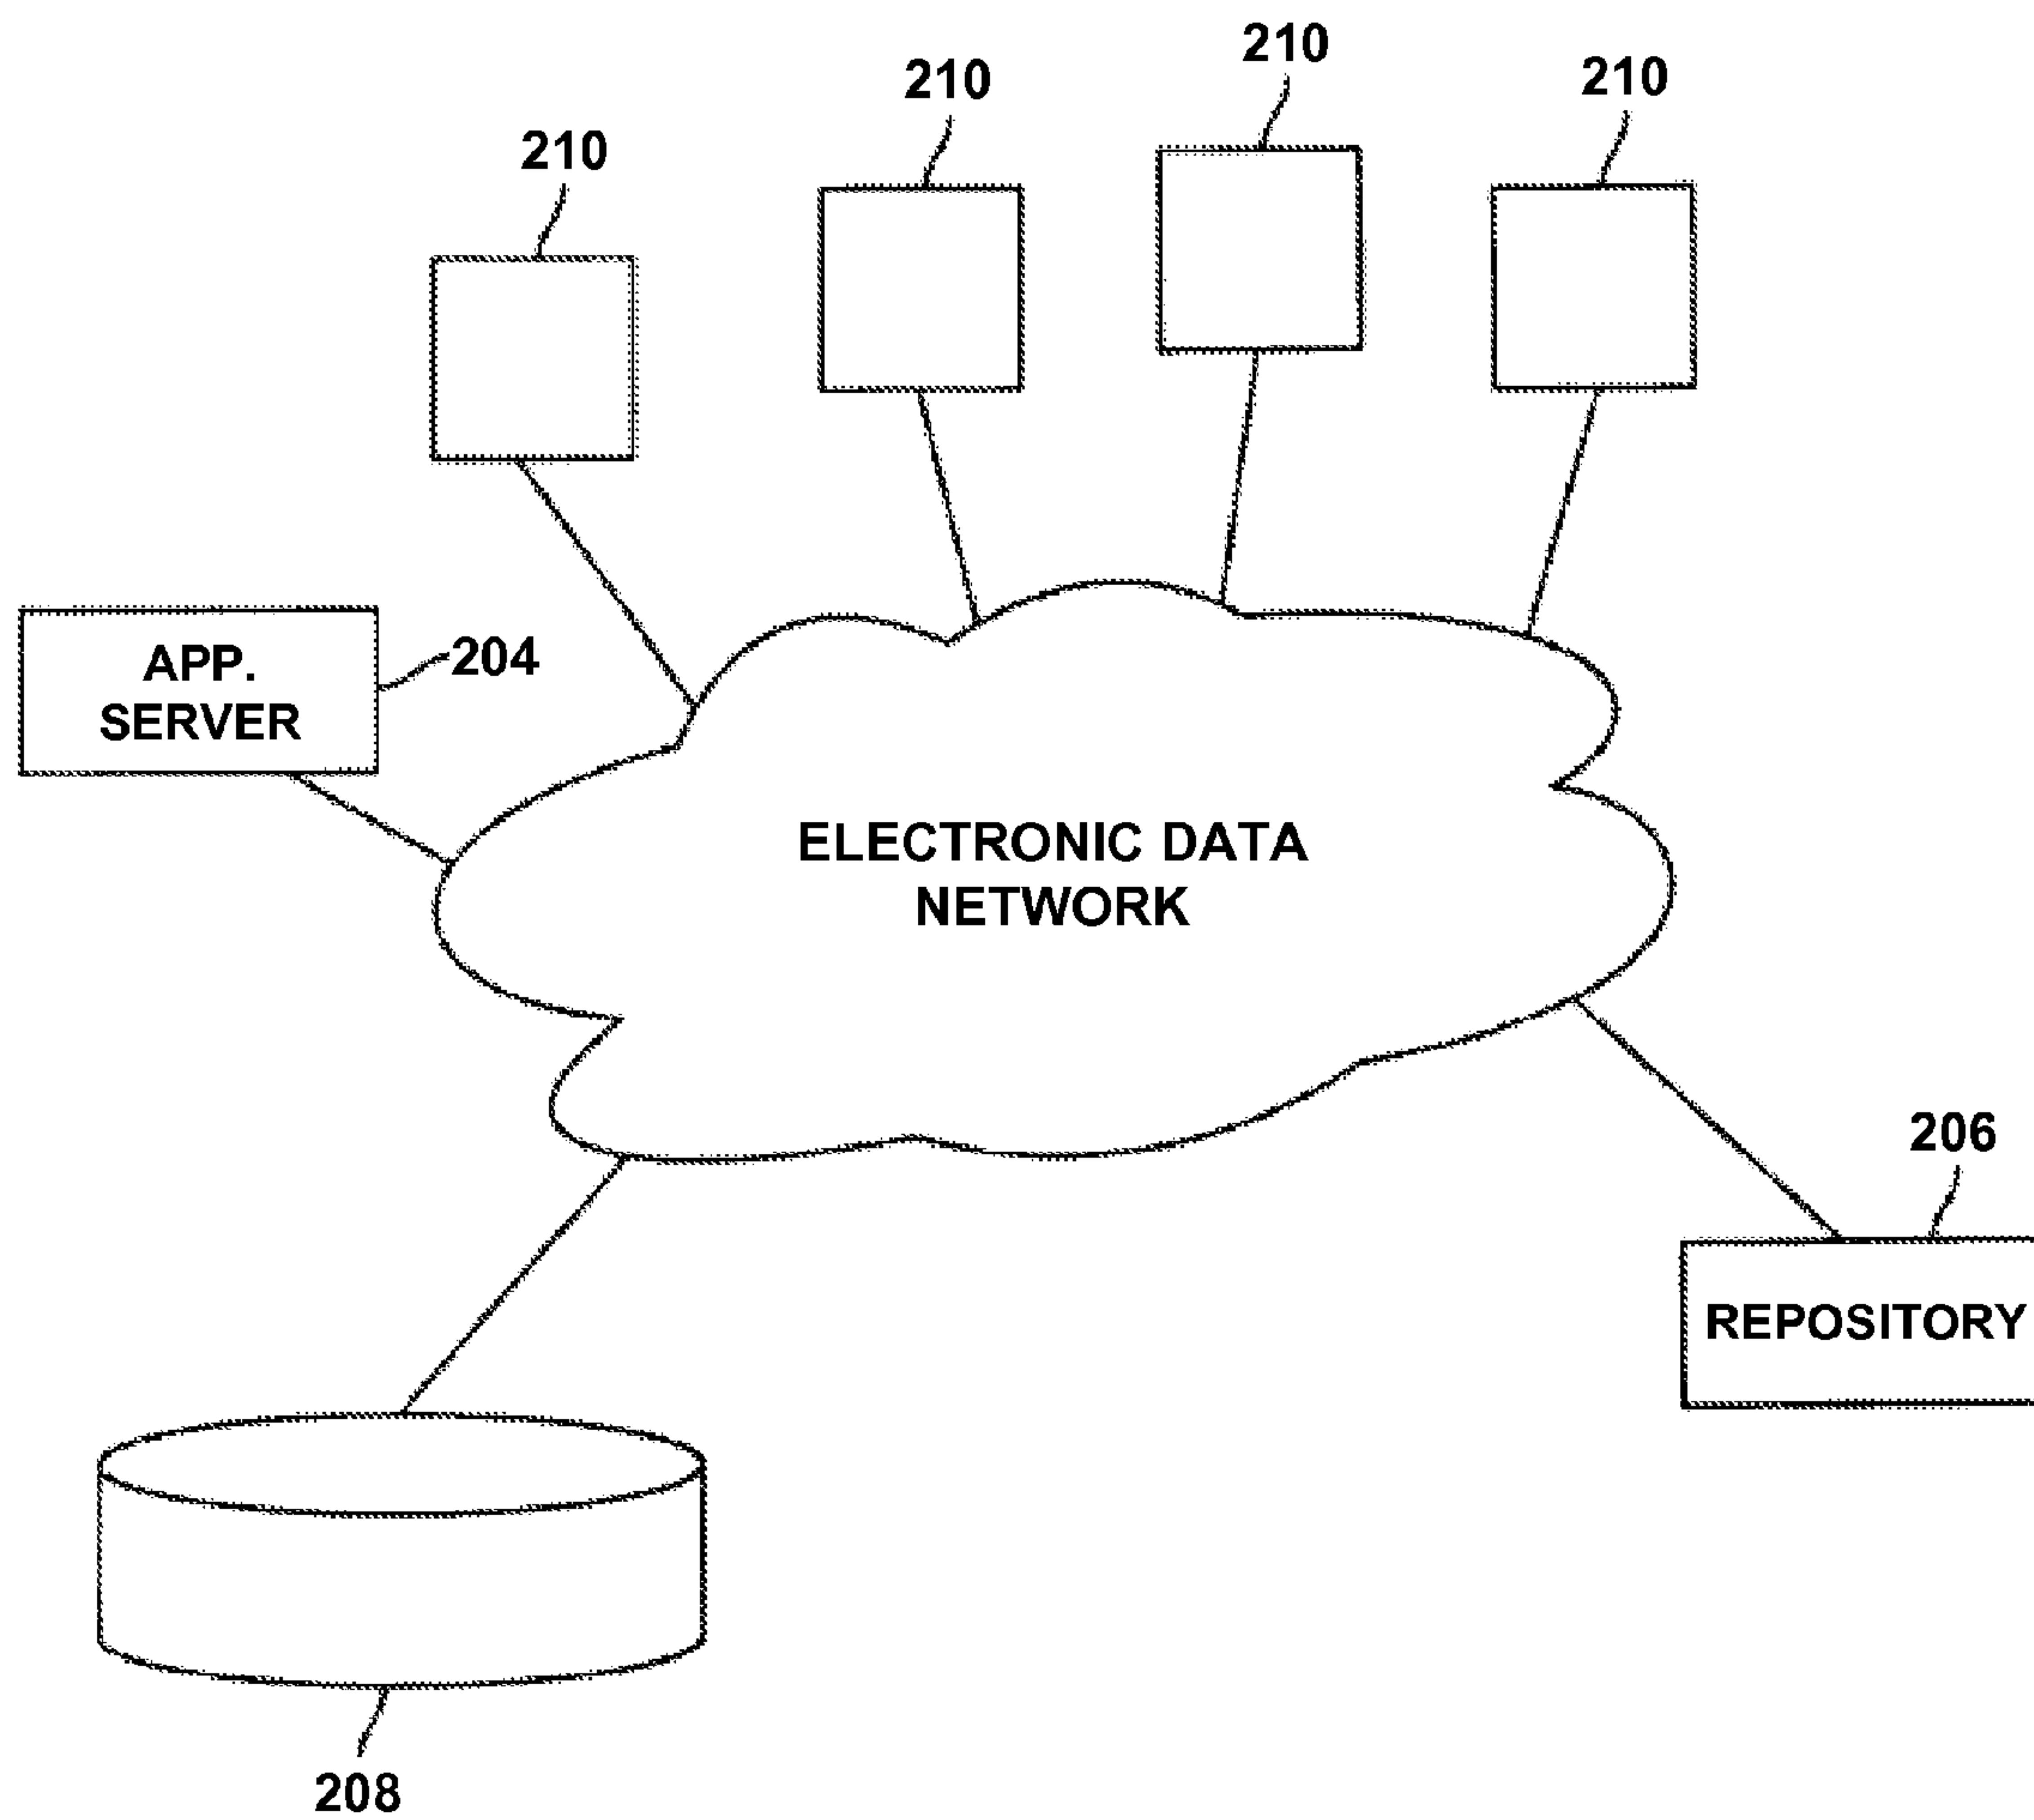 210
210
210
210
APP.
SERVER
204
ELECTRONIC DATA
NETWORK
206
REPOSITORY
208